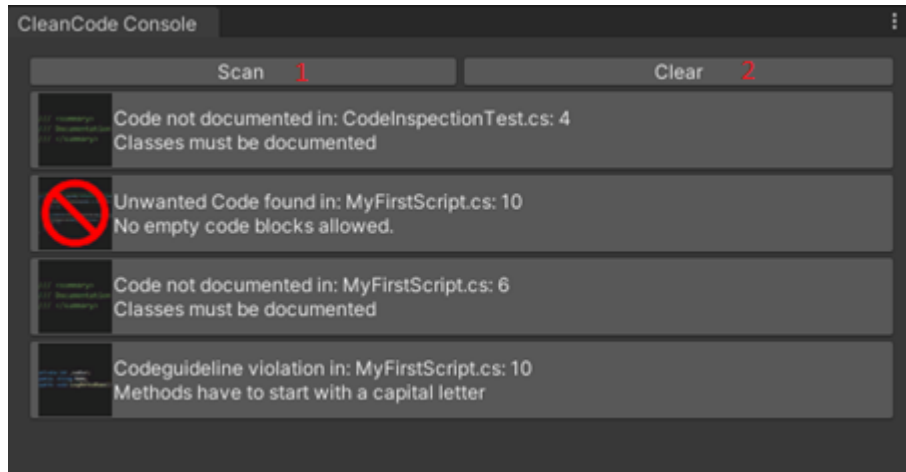 CleanCode Console
Scan 1 Clear 2
Code not documented in: CodeInspectionTest.cs: 4
Classes must be documented
Unwanted Code found in: MyFirstScript.cs: 10
No empty code blocks allowed.
Code not documented in: MyFirstScript.cs: 6
Classes must be documented
Codeguideline violation in: MyFirstScript.cs: 10
Methods have to start with a capital letter